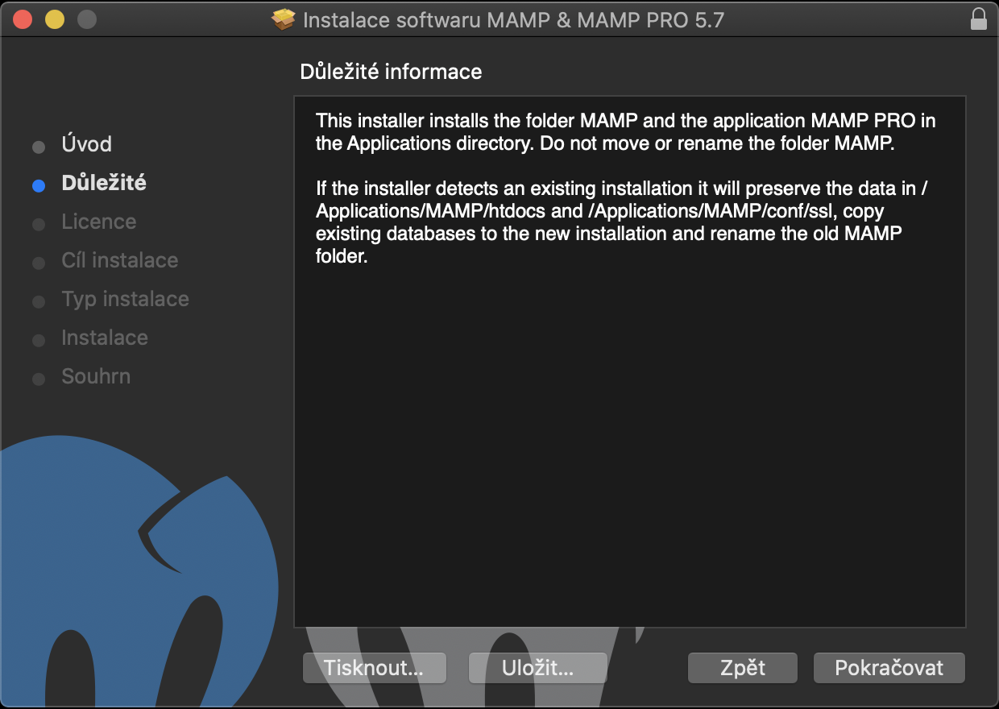 Instalace softwaru MAMP & MAMP PRO 5.7
Důležité informace
Úvod
Důležité
Licence
Cíl instalace
Typ instalace
Instalace
Souhrn
This installer installs the folder MAMP and the application MAMP PRO in
the Applications directory. Do not move or rename the folder MAMP.
If the installer detects an existing installation it will preserve the data in /
Applications/MAMP/htdocs and /Applications/MAMP/conf/ssl, copy
existing databases to the new installation and rename the old MAMP
folder.
Tisknout...
Uložit...
Zpět
Pokračovat